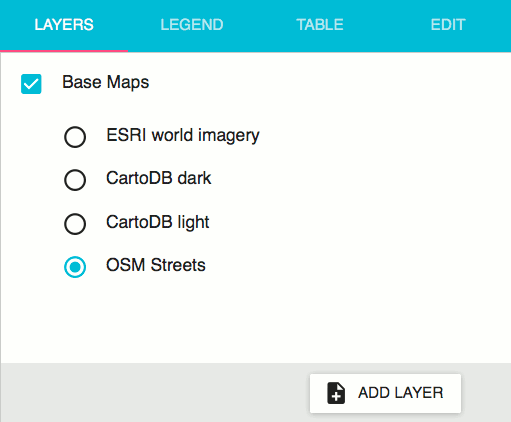 LAYERS LEGEND TABLE EDIT
Base Maps
ESRI world imagery
CartoDB dark
CartoDB light
OSM Streets
ADD LAYER